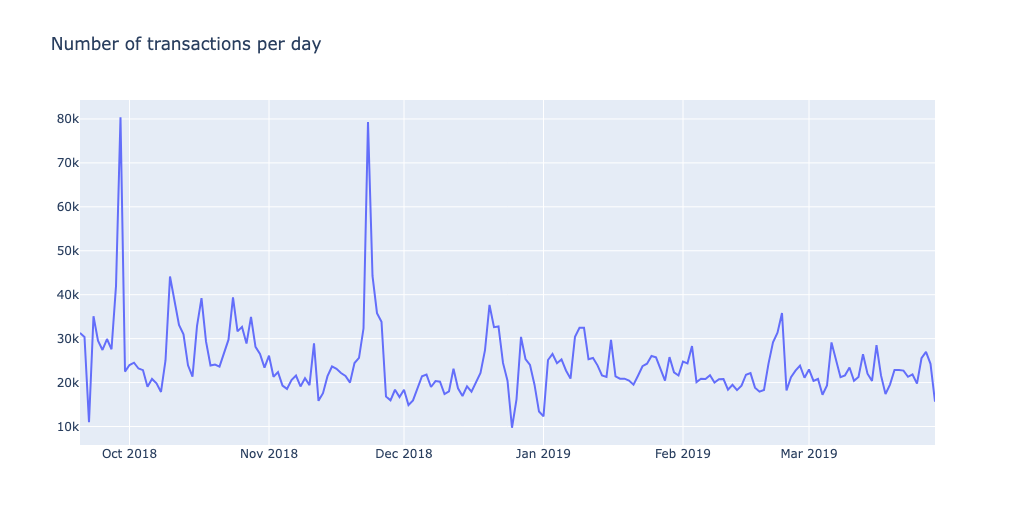 Number of transactions per day
80k
70k
60k
50k
40k
30k
20k
10k
Oct 2018 Nov 2018 Dec 2018 Jan 2019 Feb 2019 Mar 2019